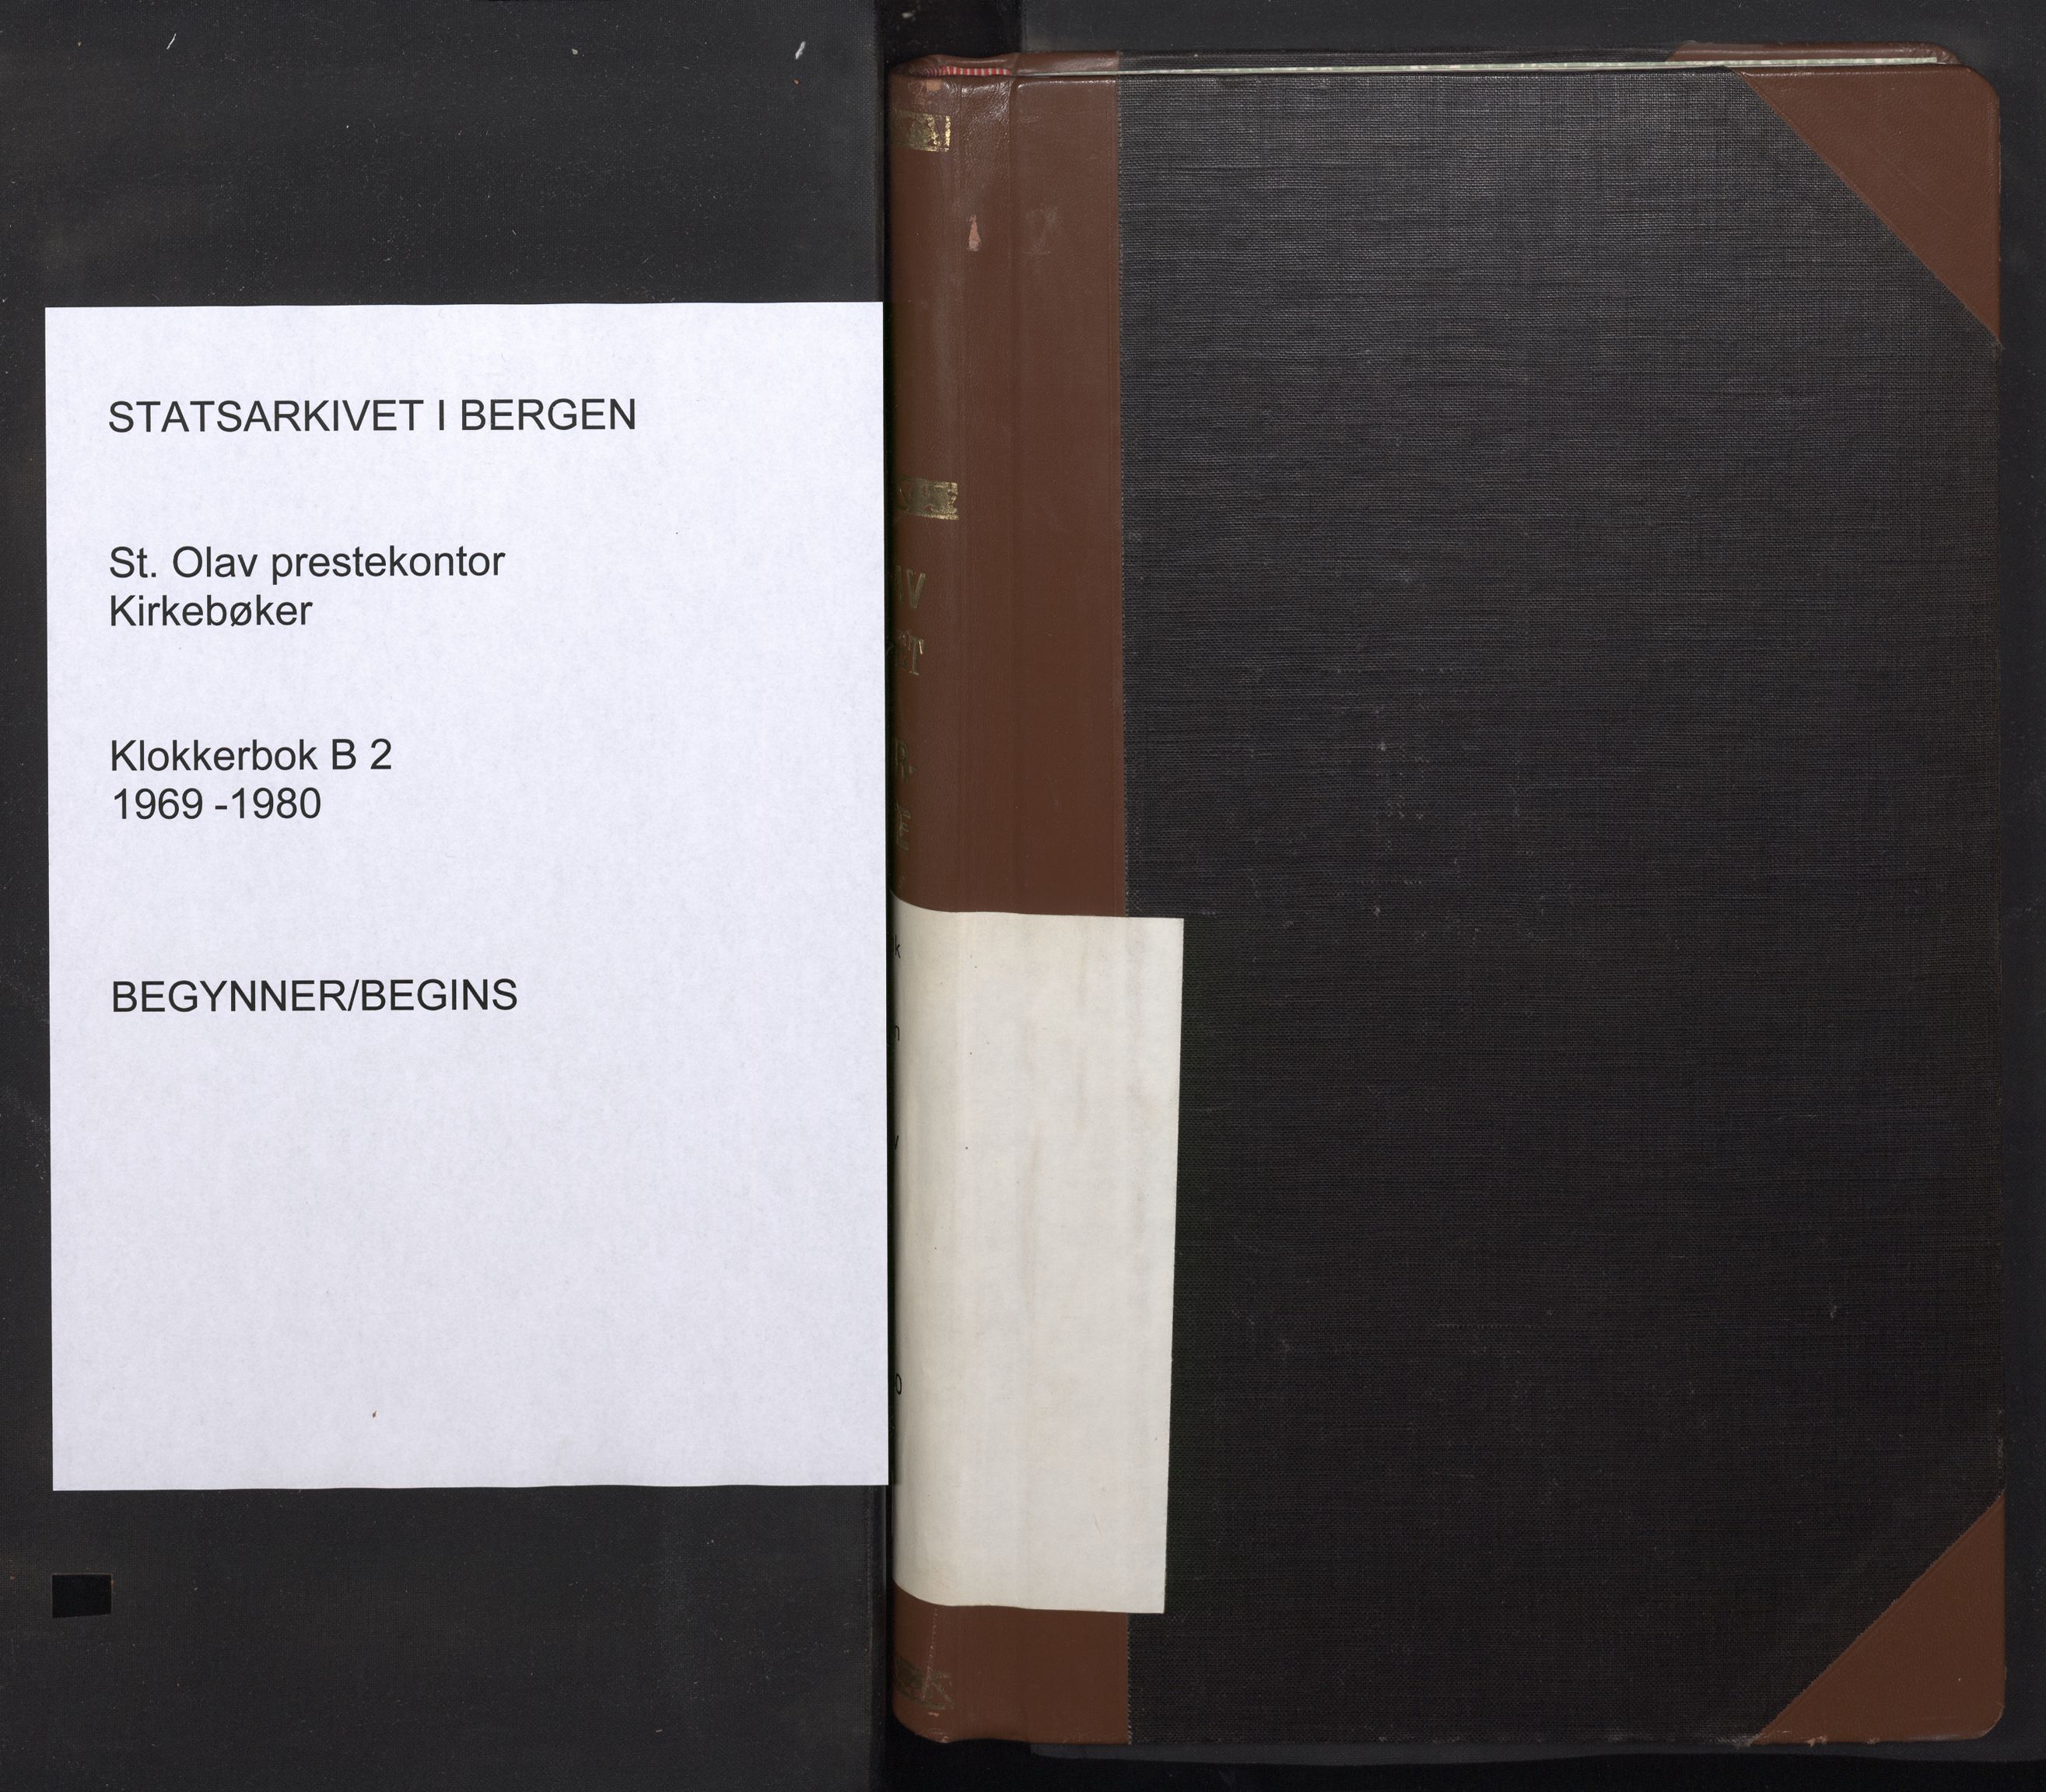 STATSARKIVET I BERGEN
St. Olav prestekontor
Kirkebøker
Klokkerbok B 2
1969 -1980
BEGYNNER/BEGINS